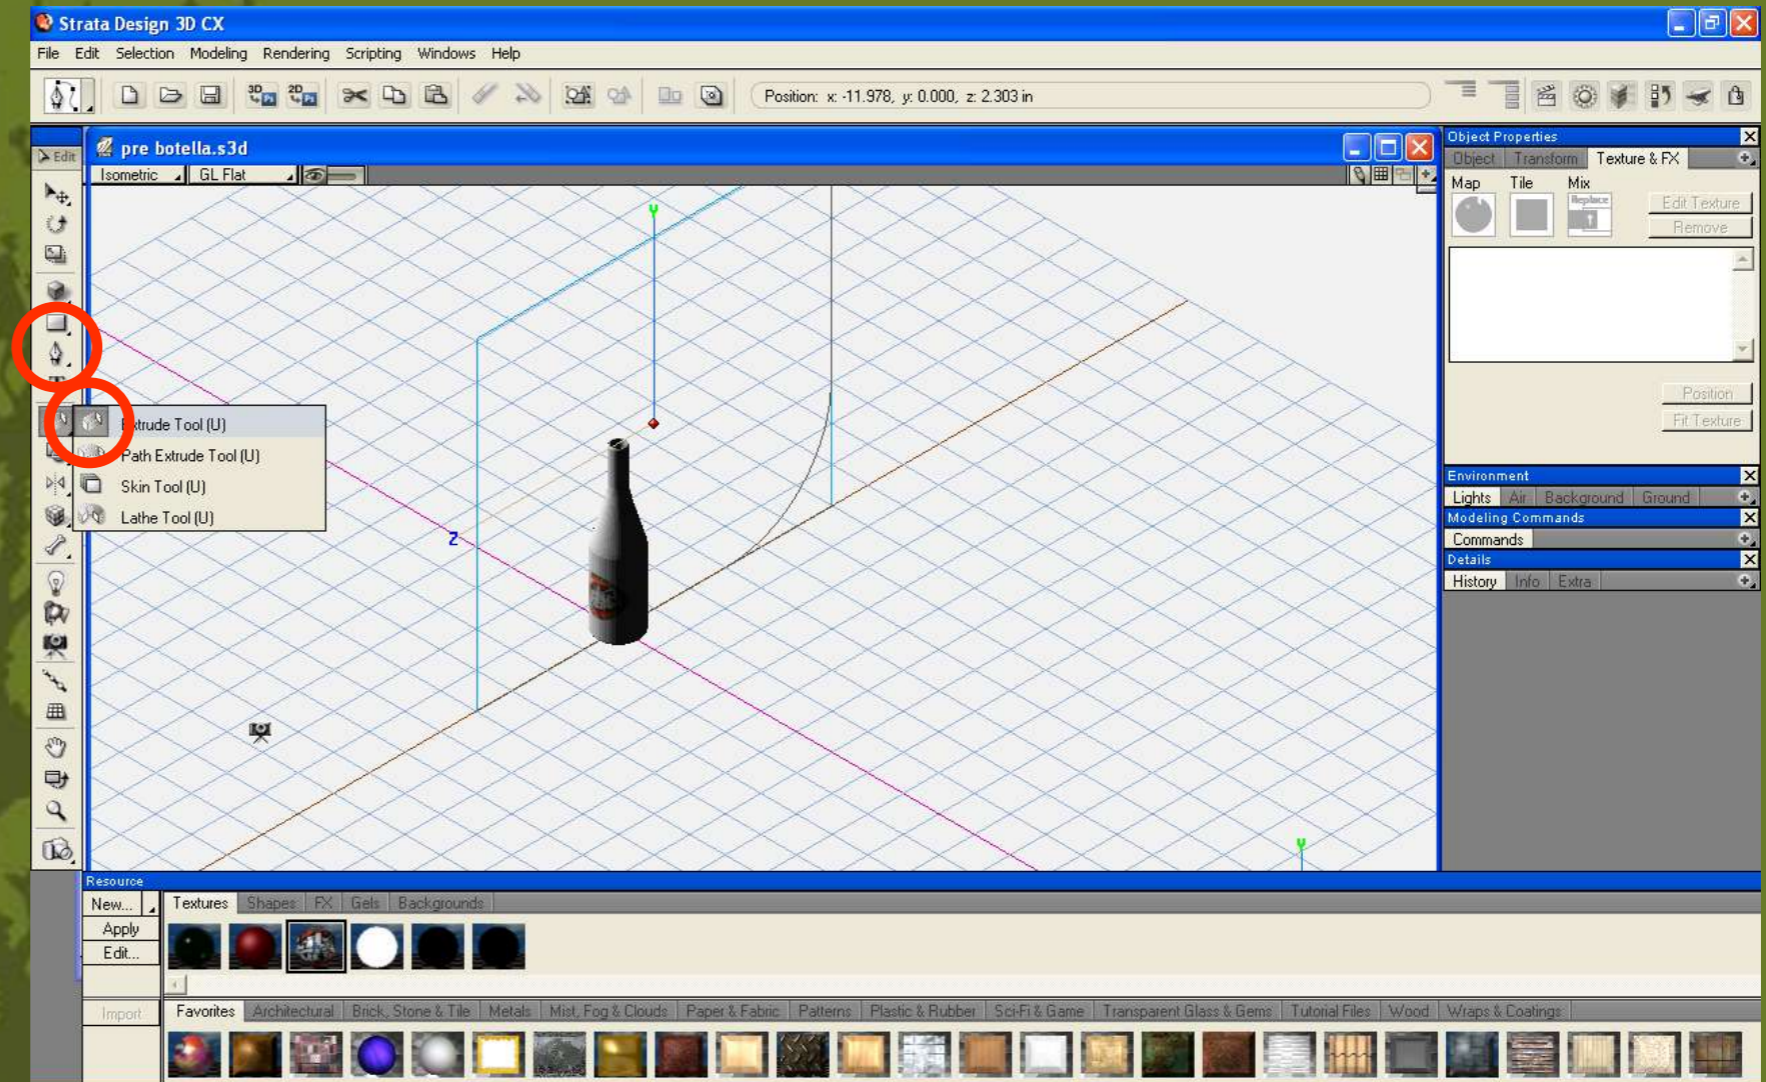 Strata Design 3D CX
File Edit Selection Modeling Rendering Scripting Windows Help
3D 2D
Position: x: -11.978, y: 0.000, z: 2.303 in
Edit
pre botella.s3d
Isometric GL Flat
Y
Z
Y
Extrude Tool (U)
Path Extrude Tool (U)
Skin Tool (U)
Lathe Tool (U)
Object Properties
Object Transform Texture & FX
Map Tile Mix
Replace
Edit Texture
Remove
Position
Fit Texture
Environment
Lights Air Background Ground
Modeling Commands
Commands
Details
History Info Extra
Resource
New... Textures Shapes FX Gels Backgrounds
Apply
Edit...
Import Favorites Architectural Brick, Stone & Tile Metals Mist, Fog & Clouds Paper & Fabric Patterns Plastic & Rubber Sci-Fi & Game Transparent Glass & Gems Tutorial Files Wood Wraps & Coatings